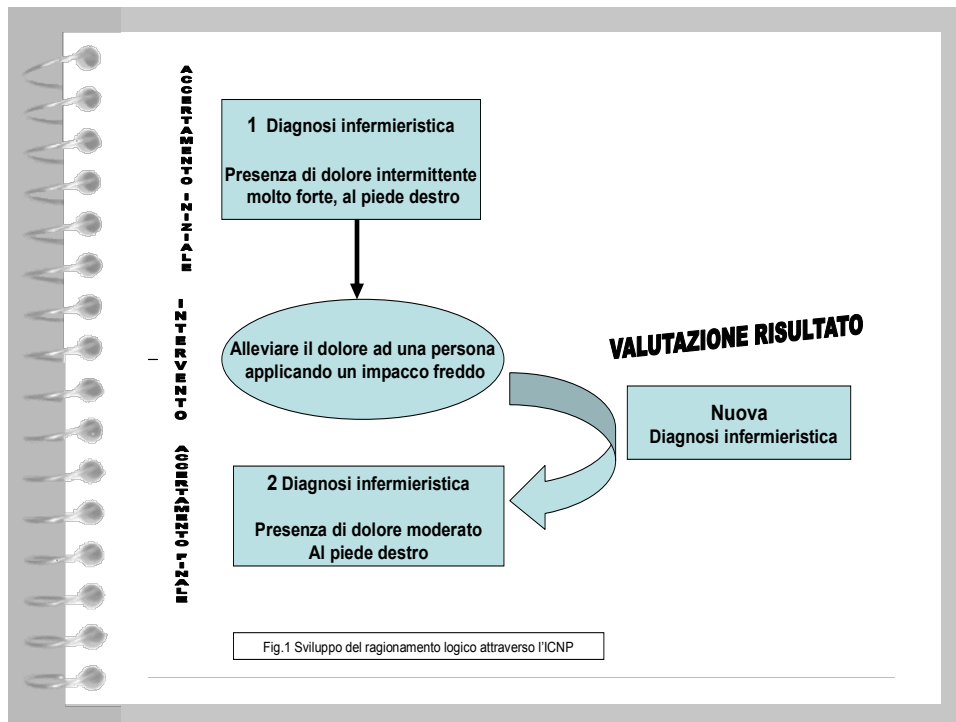 ACCERTAMENTO INIZIALE
1 Diagnosi infermieristica
Presenza di dolore intermittente
molto forte, al piede destro
INTERVENTO
Alleviare il dolore ad una persona
applicando un impacco freddo
VALUTAZIONE RISULTATO
Nuova
Diagnosi infermieristica
ACCERTAMENTO FINALE
2 Diagnosi infermieristica
Presenza di dolore moderato
Al piede destro
Fig.1 Sviluppo del ragionamento logico attraverso l'ICNP